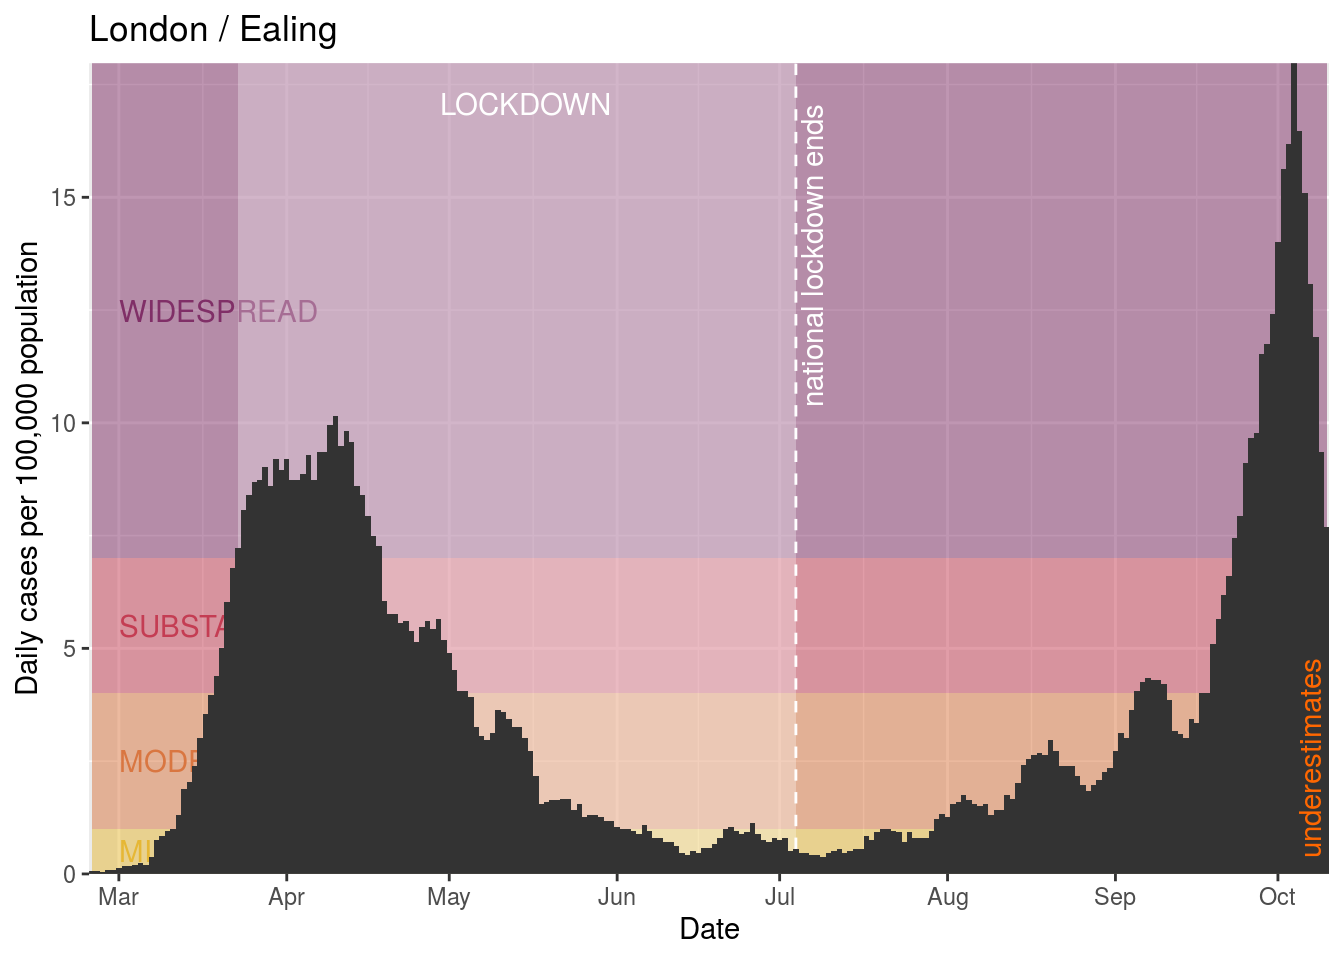 London / Ealing
Daily cases per 100,000 population
15
10
5
0
LOCKDOWN
national lockdown ends
WIDESPREAD
SUBSTA
MODE
MI
underestimates
Mar Apr May Jun Jul Aug Sep Oct
Date